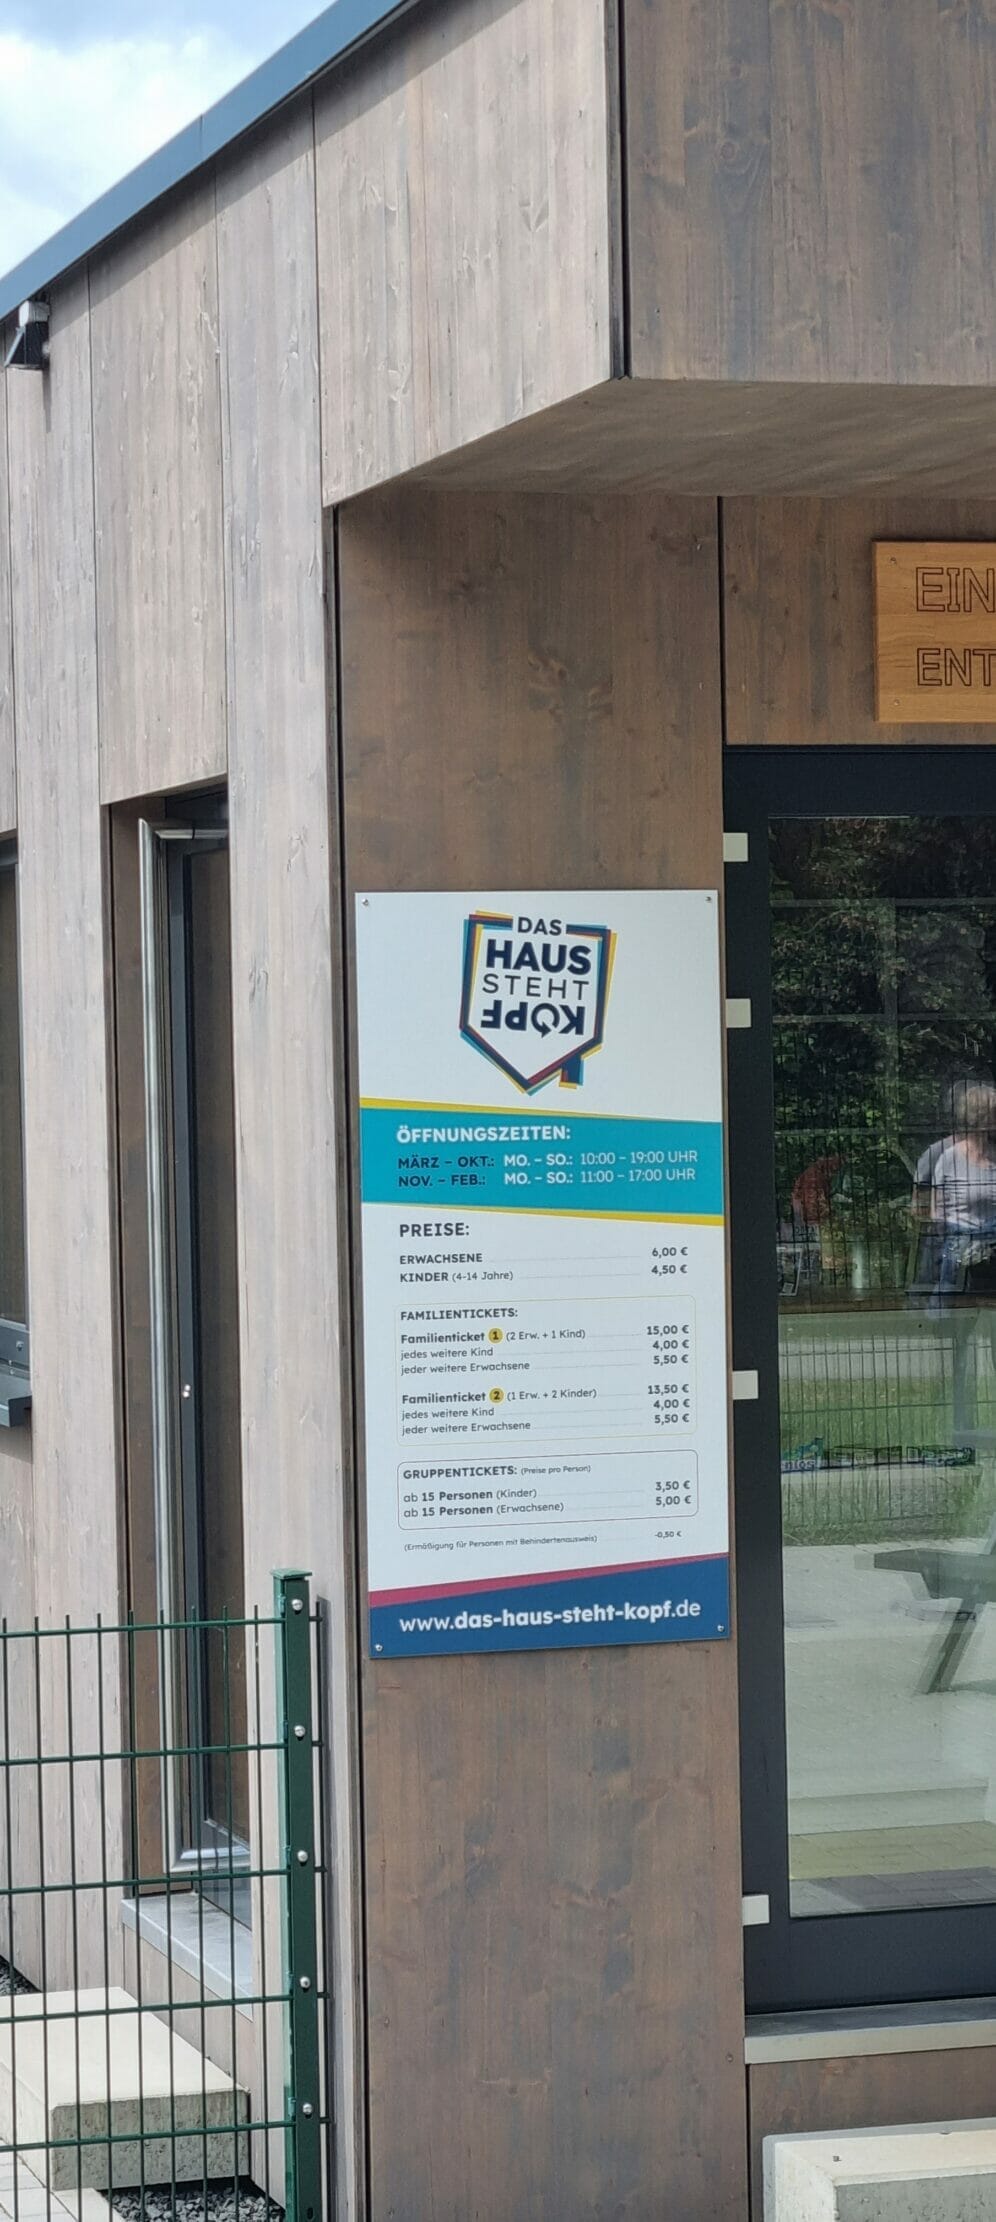 EIN
ENT
DAS
HAUS
STEHT
KOPF
ÖFFNUNGSZEITEN:
MÄRZ – OKT.: MO. – SO.: 10:00 – 19:00 UHR
NOV. – FEB.: MO. – SO.: 11:00 – 17:00 UHR
PREISE:
ERWACHSENE 6,00 €
KINDER (4-14 Jahre) 4,50 €
FAMILIENTICKETS:
Familienticket 1 (2 Erw. + 1 Kind) 15,00 €
jedes weitere Kind 4,00 €
jeder weitere Erwachsene 5,50 €
Familienticket 2 (1 Erw. + 2 Kinder) 13,50 €
jedes weitere Kind 4,00 €
jeder weitere Erwachsene 5,50 €
GRUPPENTICKETS: (Preise pro Person)
ab 15 Personen (Kinder) 3,50 €
ab 15 Personen (Erwachsene) 5,00 €
(Ermäßigung für Personen mit Behindertenausweis) -0,50 €
www.das-haus-steht-kopf.de